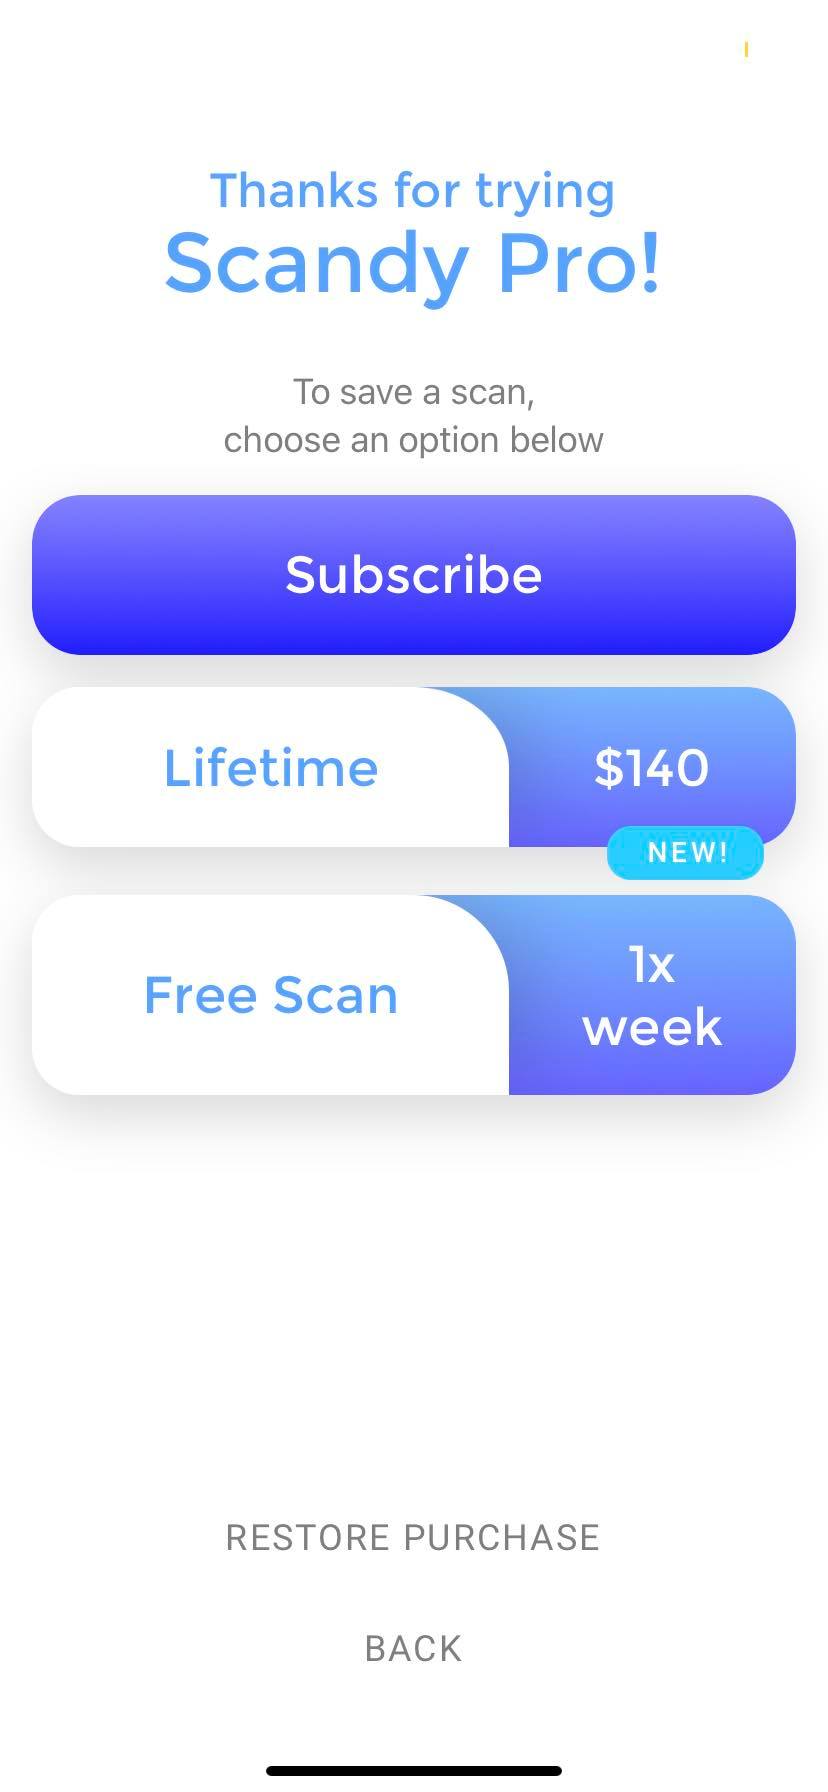 Thanks for trying
Scandy Pro!
To save a scan,
choose an option below
Subscribe
Lifetime
$140
NEW!
Free Scan
1x
week
RESTORE PURCHASE
BACK